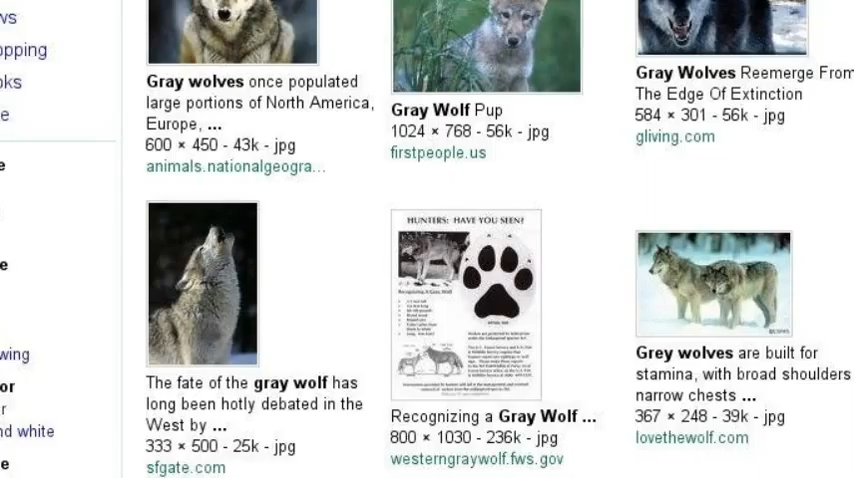 ws
opping
oks
e
e
e
wing
or
r
nd white
e
Gray wolves once populated
large portions of North America,
Europe, ...
600 × 450 - 43k - jpg
animals.nationalgeogra...
Gray Wolf Pup
1024 × 768 - 56k - jpg
firstpeople.us
Gray Wolves Reemerge From
The Edge Of Extinction
584 × 301 - 56k - jpg
gliving.com
The fate of the gray wolf has
long been hotly debated in the
West by ...
333 × 500 - 25k - jpg
sfgate.com
HUNTERS: HAVE YOU SEEN?
Recognizing a Gray Wolf
Recognizing a Gray Wolf ...
800 × 1030 - 236k - jpg
westerngraywolf.fws.gov
Grey wolves are built for
stamina, with broad shoulders
narrow chests ...
367 × 248 - 39k - jpg
lovethewolf.com